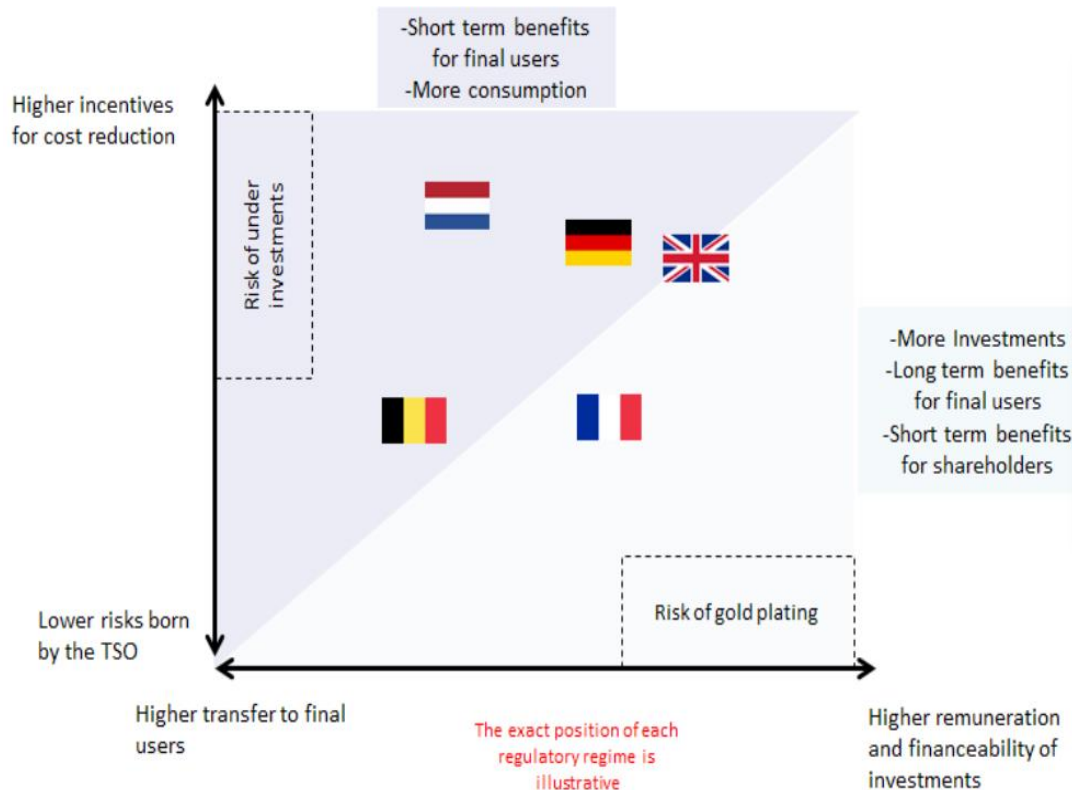 -Short term benefits
for final users
-More consumption
Higher incentives
for cost reduction
Risk of under
investments
-More Investments
-Long term benefits
for final users
-Short term benefits
for shareholders
Risk of gold plating
Lower risks born
by the TSO
Higher transfer to final
users
The exact position of each
regulatory regime is
illustrative
Higher remuneration
and financeability of
investments